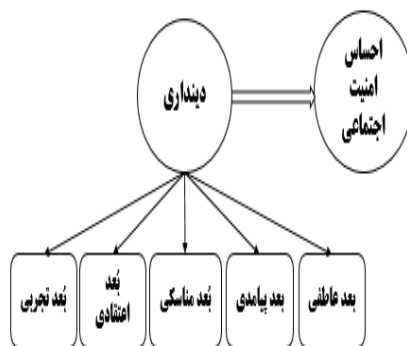 احساس
امنیت
اجتماعی
دینداری
بعد عاطفی
بعد پیامدی
بُعد مناسکی
بُعد
اعتقادی
بُعد تجربی